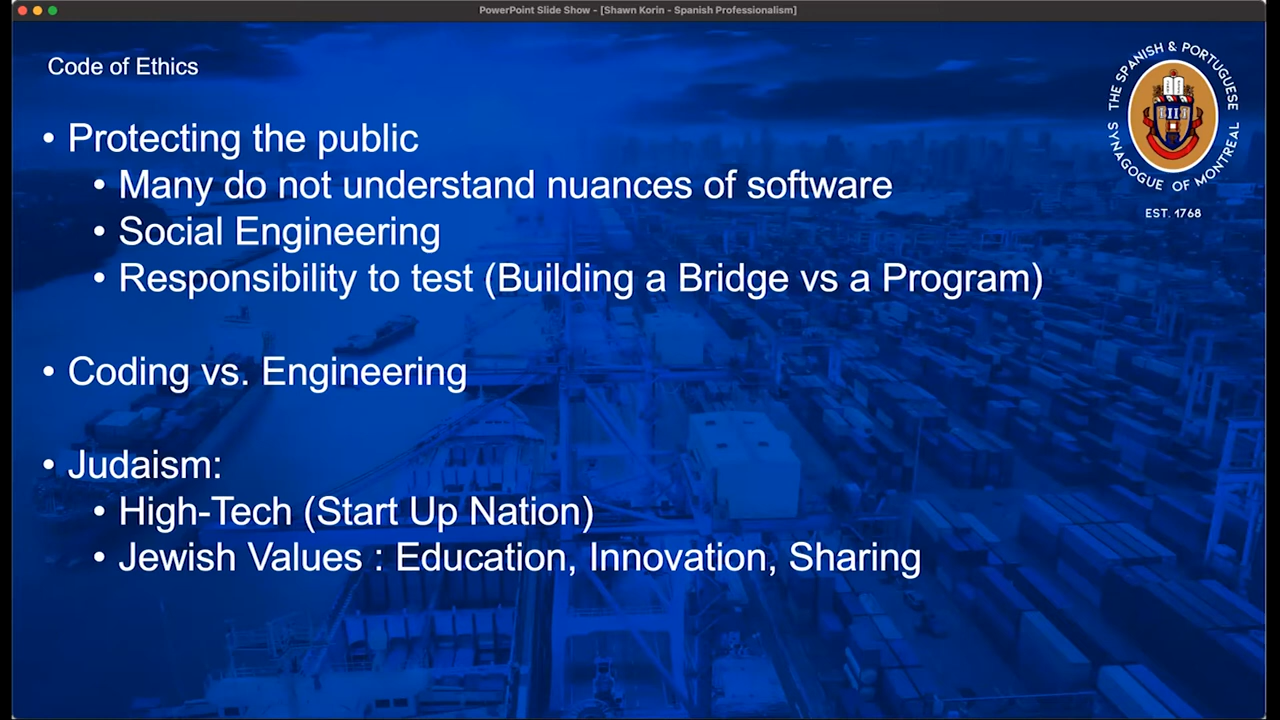 PowerPoint Slide Show - [Shawn Korin - Spanish Professionalism]
Code of Ethics
• Protecting the public
• Many do not understand nuances of software
• Social Engineering
• Responsibility to test (Building a Bridge vs a Program)
• Coding vs. Engineering
• Judaism:
• High-Tech (Start Up Nation)
• Jewish Values : Education, Innovation, Sharing
THE SPANISH & PORTUGUESE
SYNAGOGUE OF MONTREAL
EST. 1768